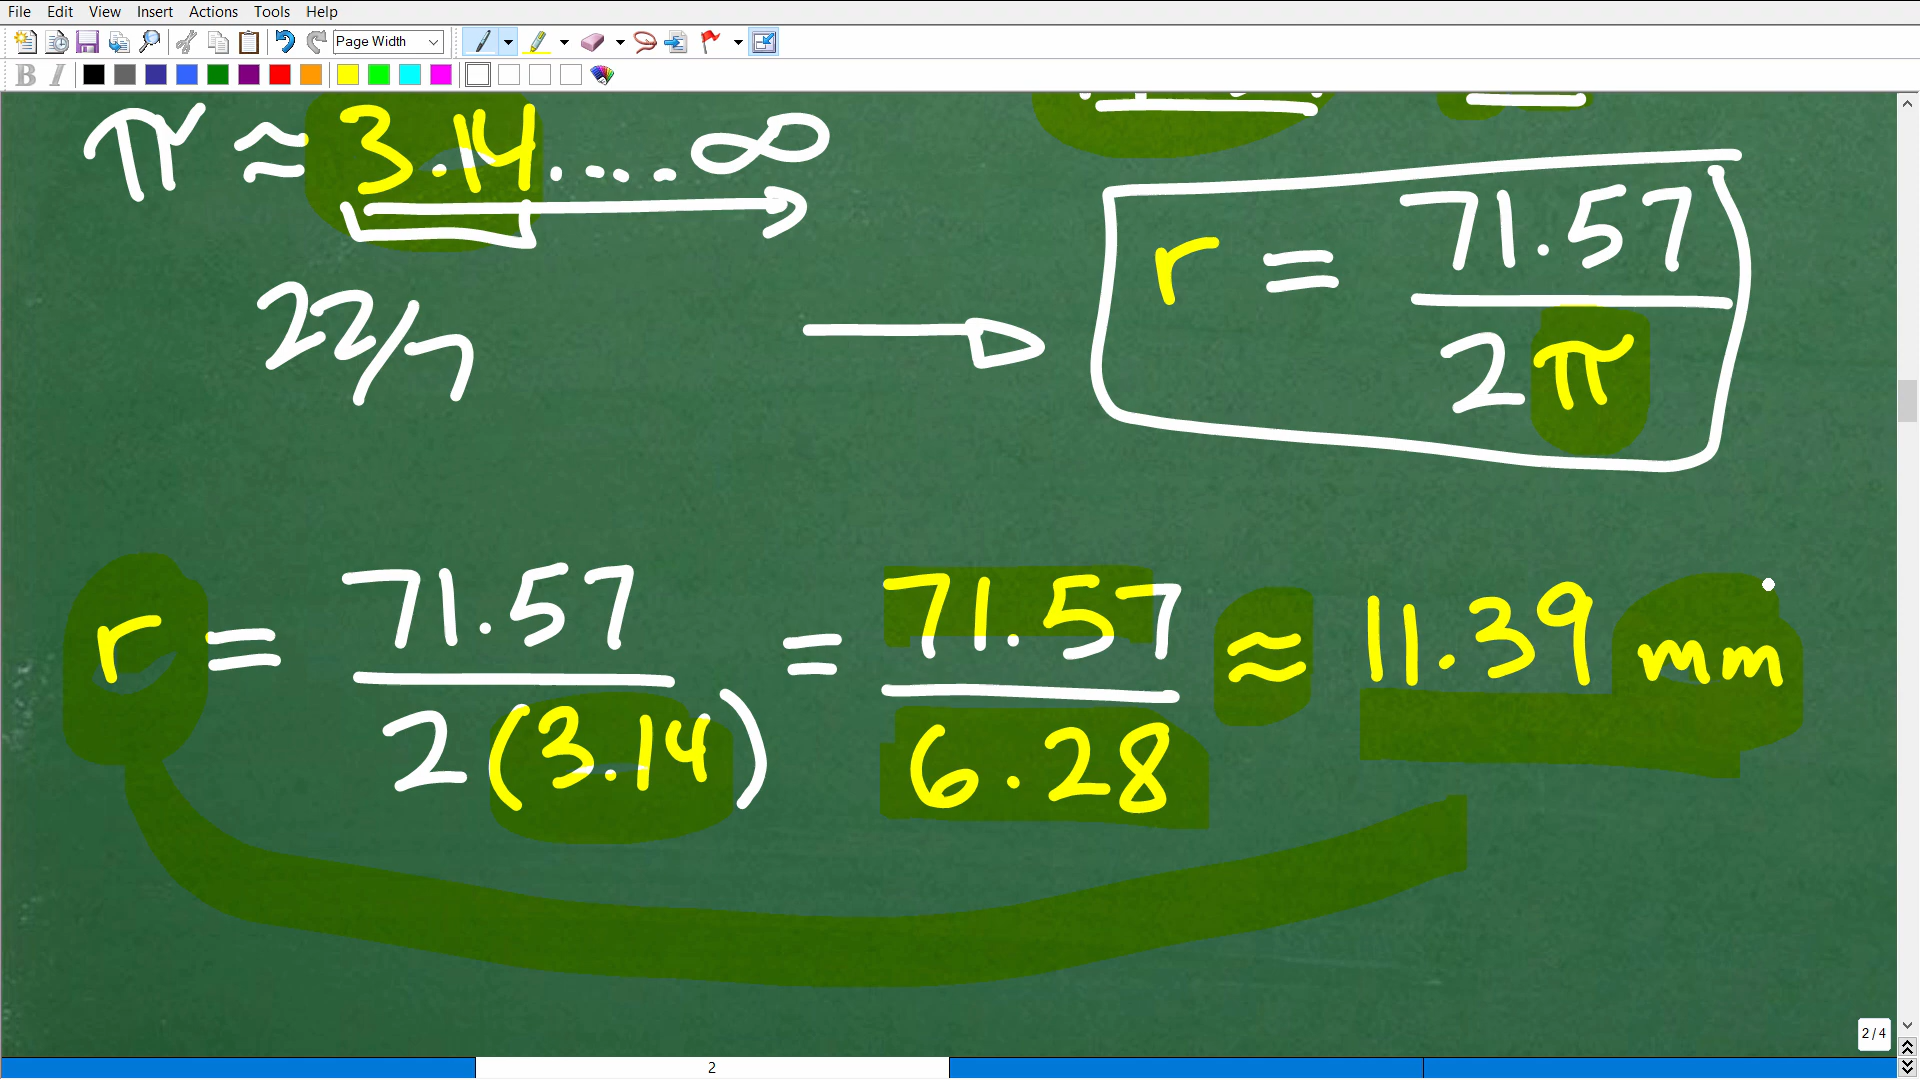 File Edit View Insert Actions Tools Help
Page Width
B I
π ≈ 3.14..... ∞
22/7
r = 71.57
2π
r = 71.57 = 71.57 ≈ 11.39 mm
2(3.14) 6.28
2/4
2